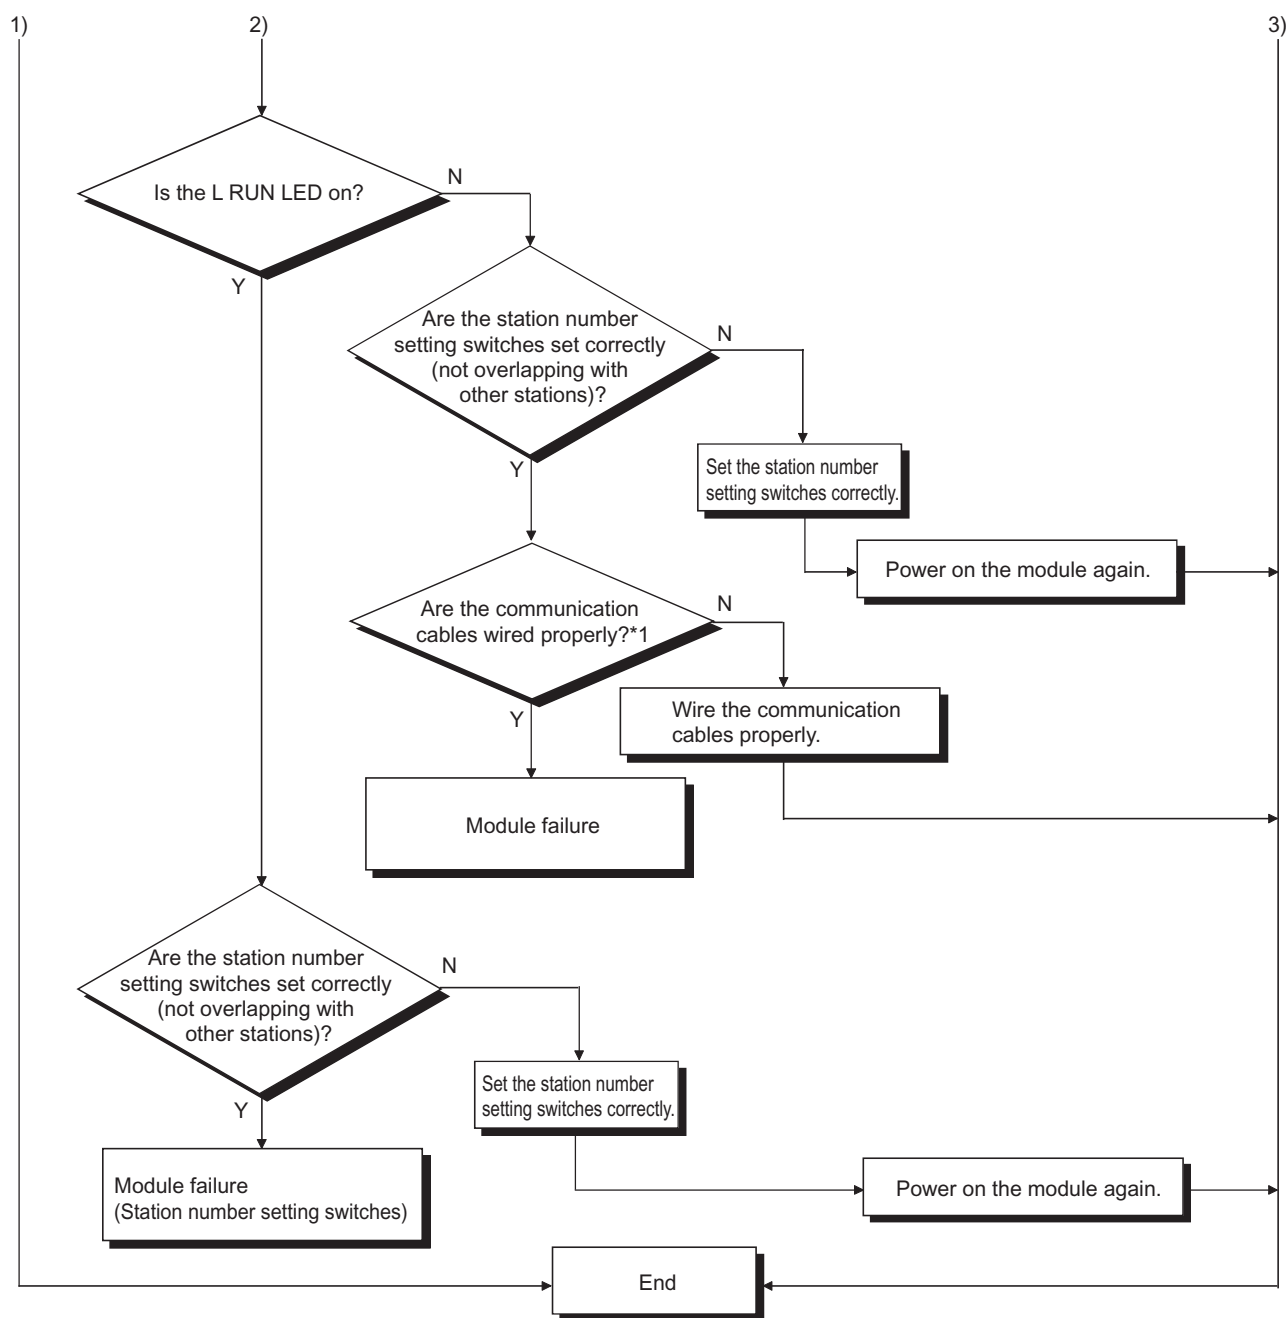 1)
2)
3)
Is the L RUN LED on?
N
Y
Are the station number
setting switches set correctly
(not overlapping with
other stations)?
N
Y
Set the station number
setting switches correctly.
Power on the module again.
Are the communication
cables wired properly?*1
N
Y
Wire the communication
cables properly.
Module failure
Are the station number
setting switches set correctly
(not overlapping with
other stations)?
N
Y
Set the station number
setting switches correctly.
Module failure
(Station number setting switches)
Power on the module again.
End